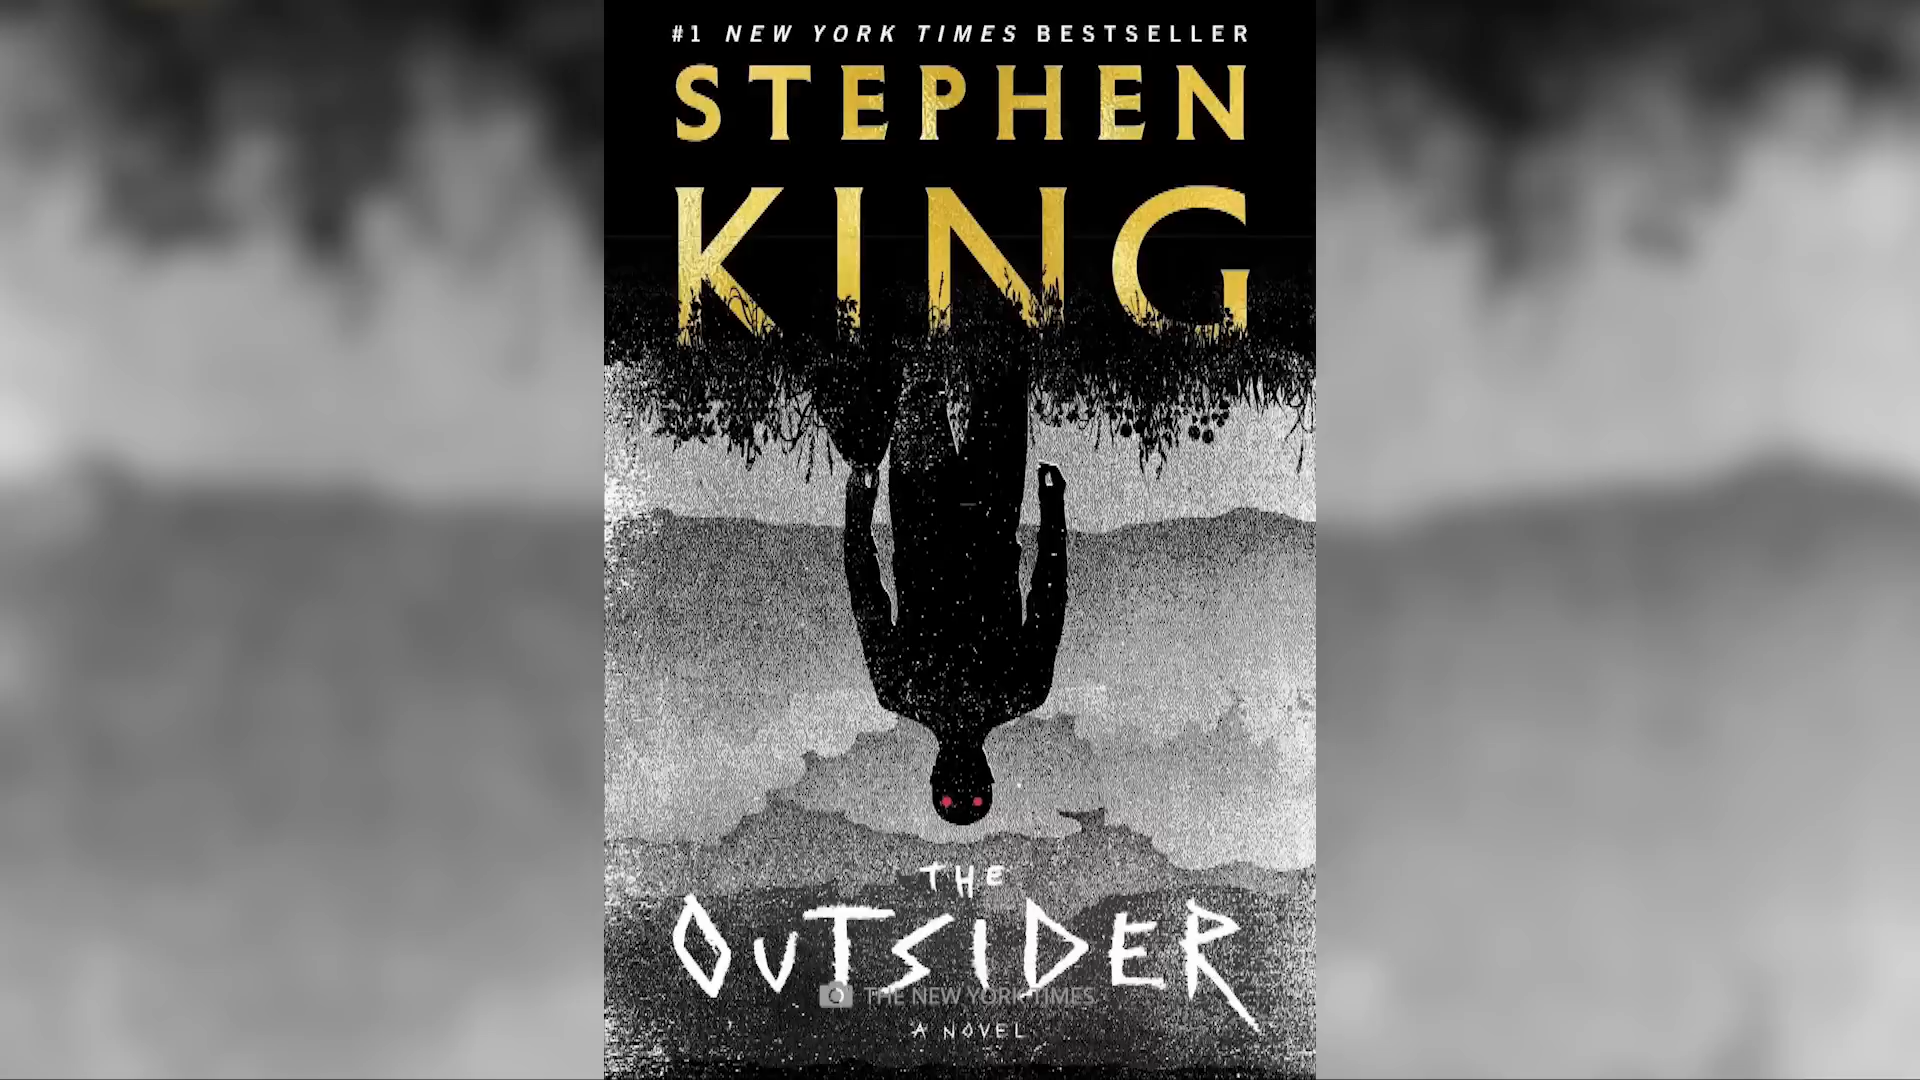 #1 NEW YORK TIMES BESTSELLER
STEPHEN
KING
THE
OUTSIDER
THE NEW YORK TIMES
A NOVEL